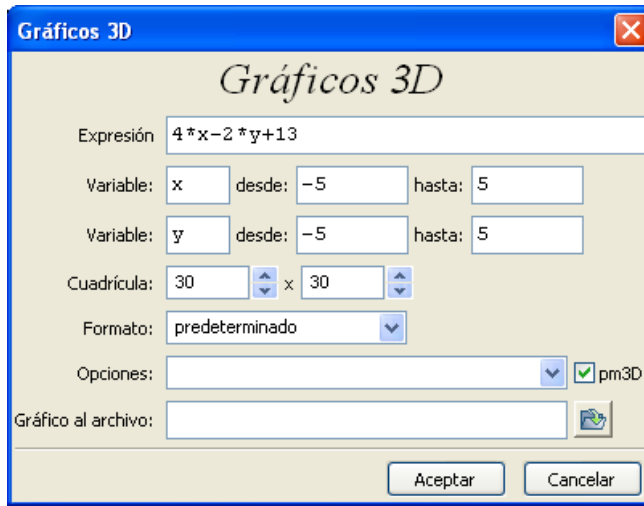 Gráficos 3D
Gráficos 3D
Expresión 4*x-2*y+13
Variable: x desde: -5 hasta: 5
Variable: y desde: -5 hasta: 5
Cuadrícula: 30 x 30
Formato: predeterminado
Opciones: pm3D
Gráfico al archivo:
Aceptar Cancelar